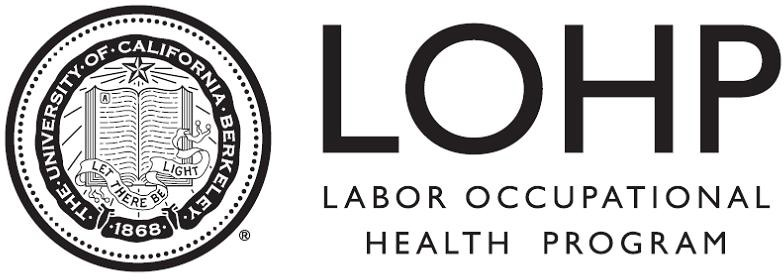 ·THE·UNIVERSITY·OF·CALIFORNIA·BERKELEY·
A
LET THERE BE LIGHT
·1868·
®
LOHP
LABOR OCCUPATIONAL
HEALTH PROGRAM